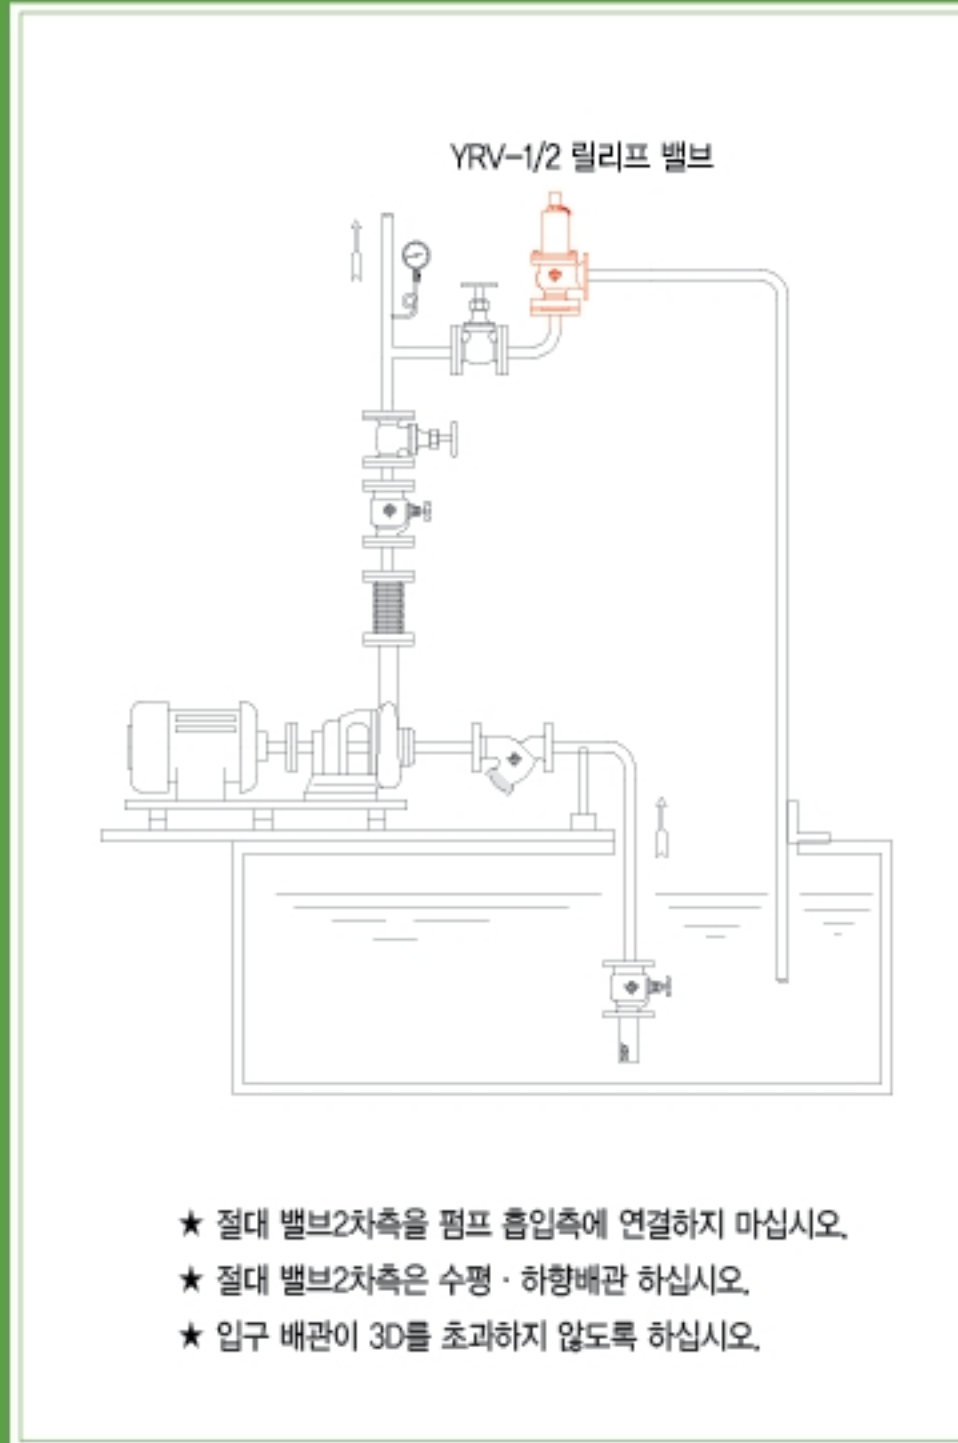 YRV-1/2 릴리프 밸브
★ 절대 밸브2차측을 펌프 흡입측에 연결하지 마십시오.
★ 절대 밸브2차측은 수평 · 하향배관 하십시오.
★ 입구 배관이 3D를 초과하지 않도록 하십시오.